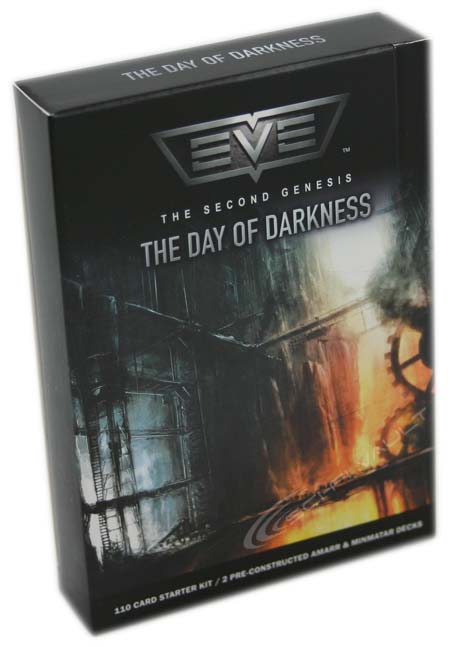 THE DAY OF DARKNESS
EVE
TM
THE SECOND GENESIS
THE DAY OF DARKNESS
110 CARD STARTER KIT / 2 PRE-CONSTRUCTED AMARR & MINMATAR DECKS